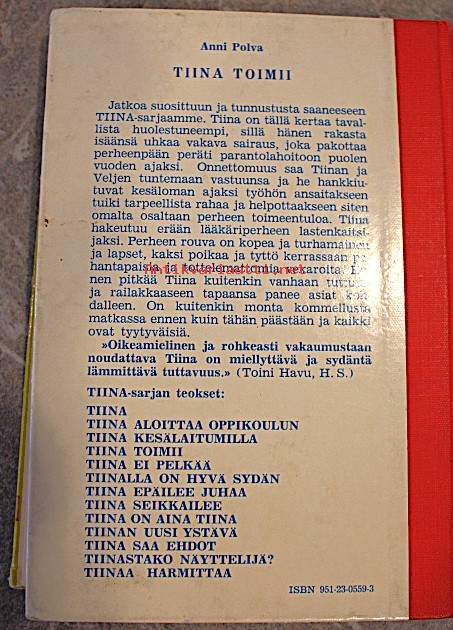 Anni Polva
TIINA TOIMII
Jatkoa suosittuun ja tunnustusta saaneeseen
TIINA-sarjaamme. Tiina on tällä kertaa taval-
lista huolestuneempi, sillä hänen rakasta
isäänsä uhkaa vakava sairaus, joka pakottaa
perheenpään peräti parantolahoitoon puolen
vuoden ajaksi. Onnettomuus saa Tiinan ja
Veljen tuntemaan vastuunsa ja he hankkiu-
tuvat kesäloman ajaksi työhön ansaitakseen
tuiki tarpeellista rahaa ja helpottaakseen siten
omalta osaltaan perheen toimeentuloa. Tiina
hakeutuu erään lääkäriperheen lastenkaitsi-
jaksi. Perheen rouva on kopea ja turhamainen
ja lapset, kaksi poikaa ja tyttö kerrassaan
hantapaisia ja tottelemattomia vekaroita.
nen pitkää Tiina kuitenkin vanhaan
ja railakkaaseen tapaansa panee asiat
dalleen. On kuitenkin monta kommellusta
matkassa ennen kuin tähän päästään ja kaikki
ovat tyytyväisiä.
»Oikeamielinen ja rohkeasti vakaumustaan
noudattava Tiina on miellyttävä ja sydäntä
lämmittävä tuttavuus.» (Toini Havu, H. S.)
TIINA-sarjan teokset:
TIINA
TIINA ALOITTAA OPPIKOULUN
TIINA KESÄLAITUMILLA
TIINA TOIMII
TIINA EI PELKÄÄ
TIINALLA ON HYVÄ SYDÄN
TIINA EPÄILEE JUHAA
TIINA SEIKKAILEE
TIINA ON AINA TIINA
TIINAN UUSI YSTÄVÄ
TIINA SAA EHDOT
TIINASTAKO NÄYTTELIJÄ?
TIINAA HARMITTAA
ISBN 951-23-0559-3